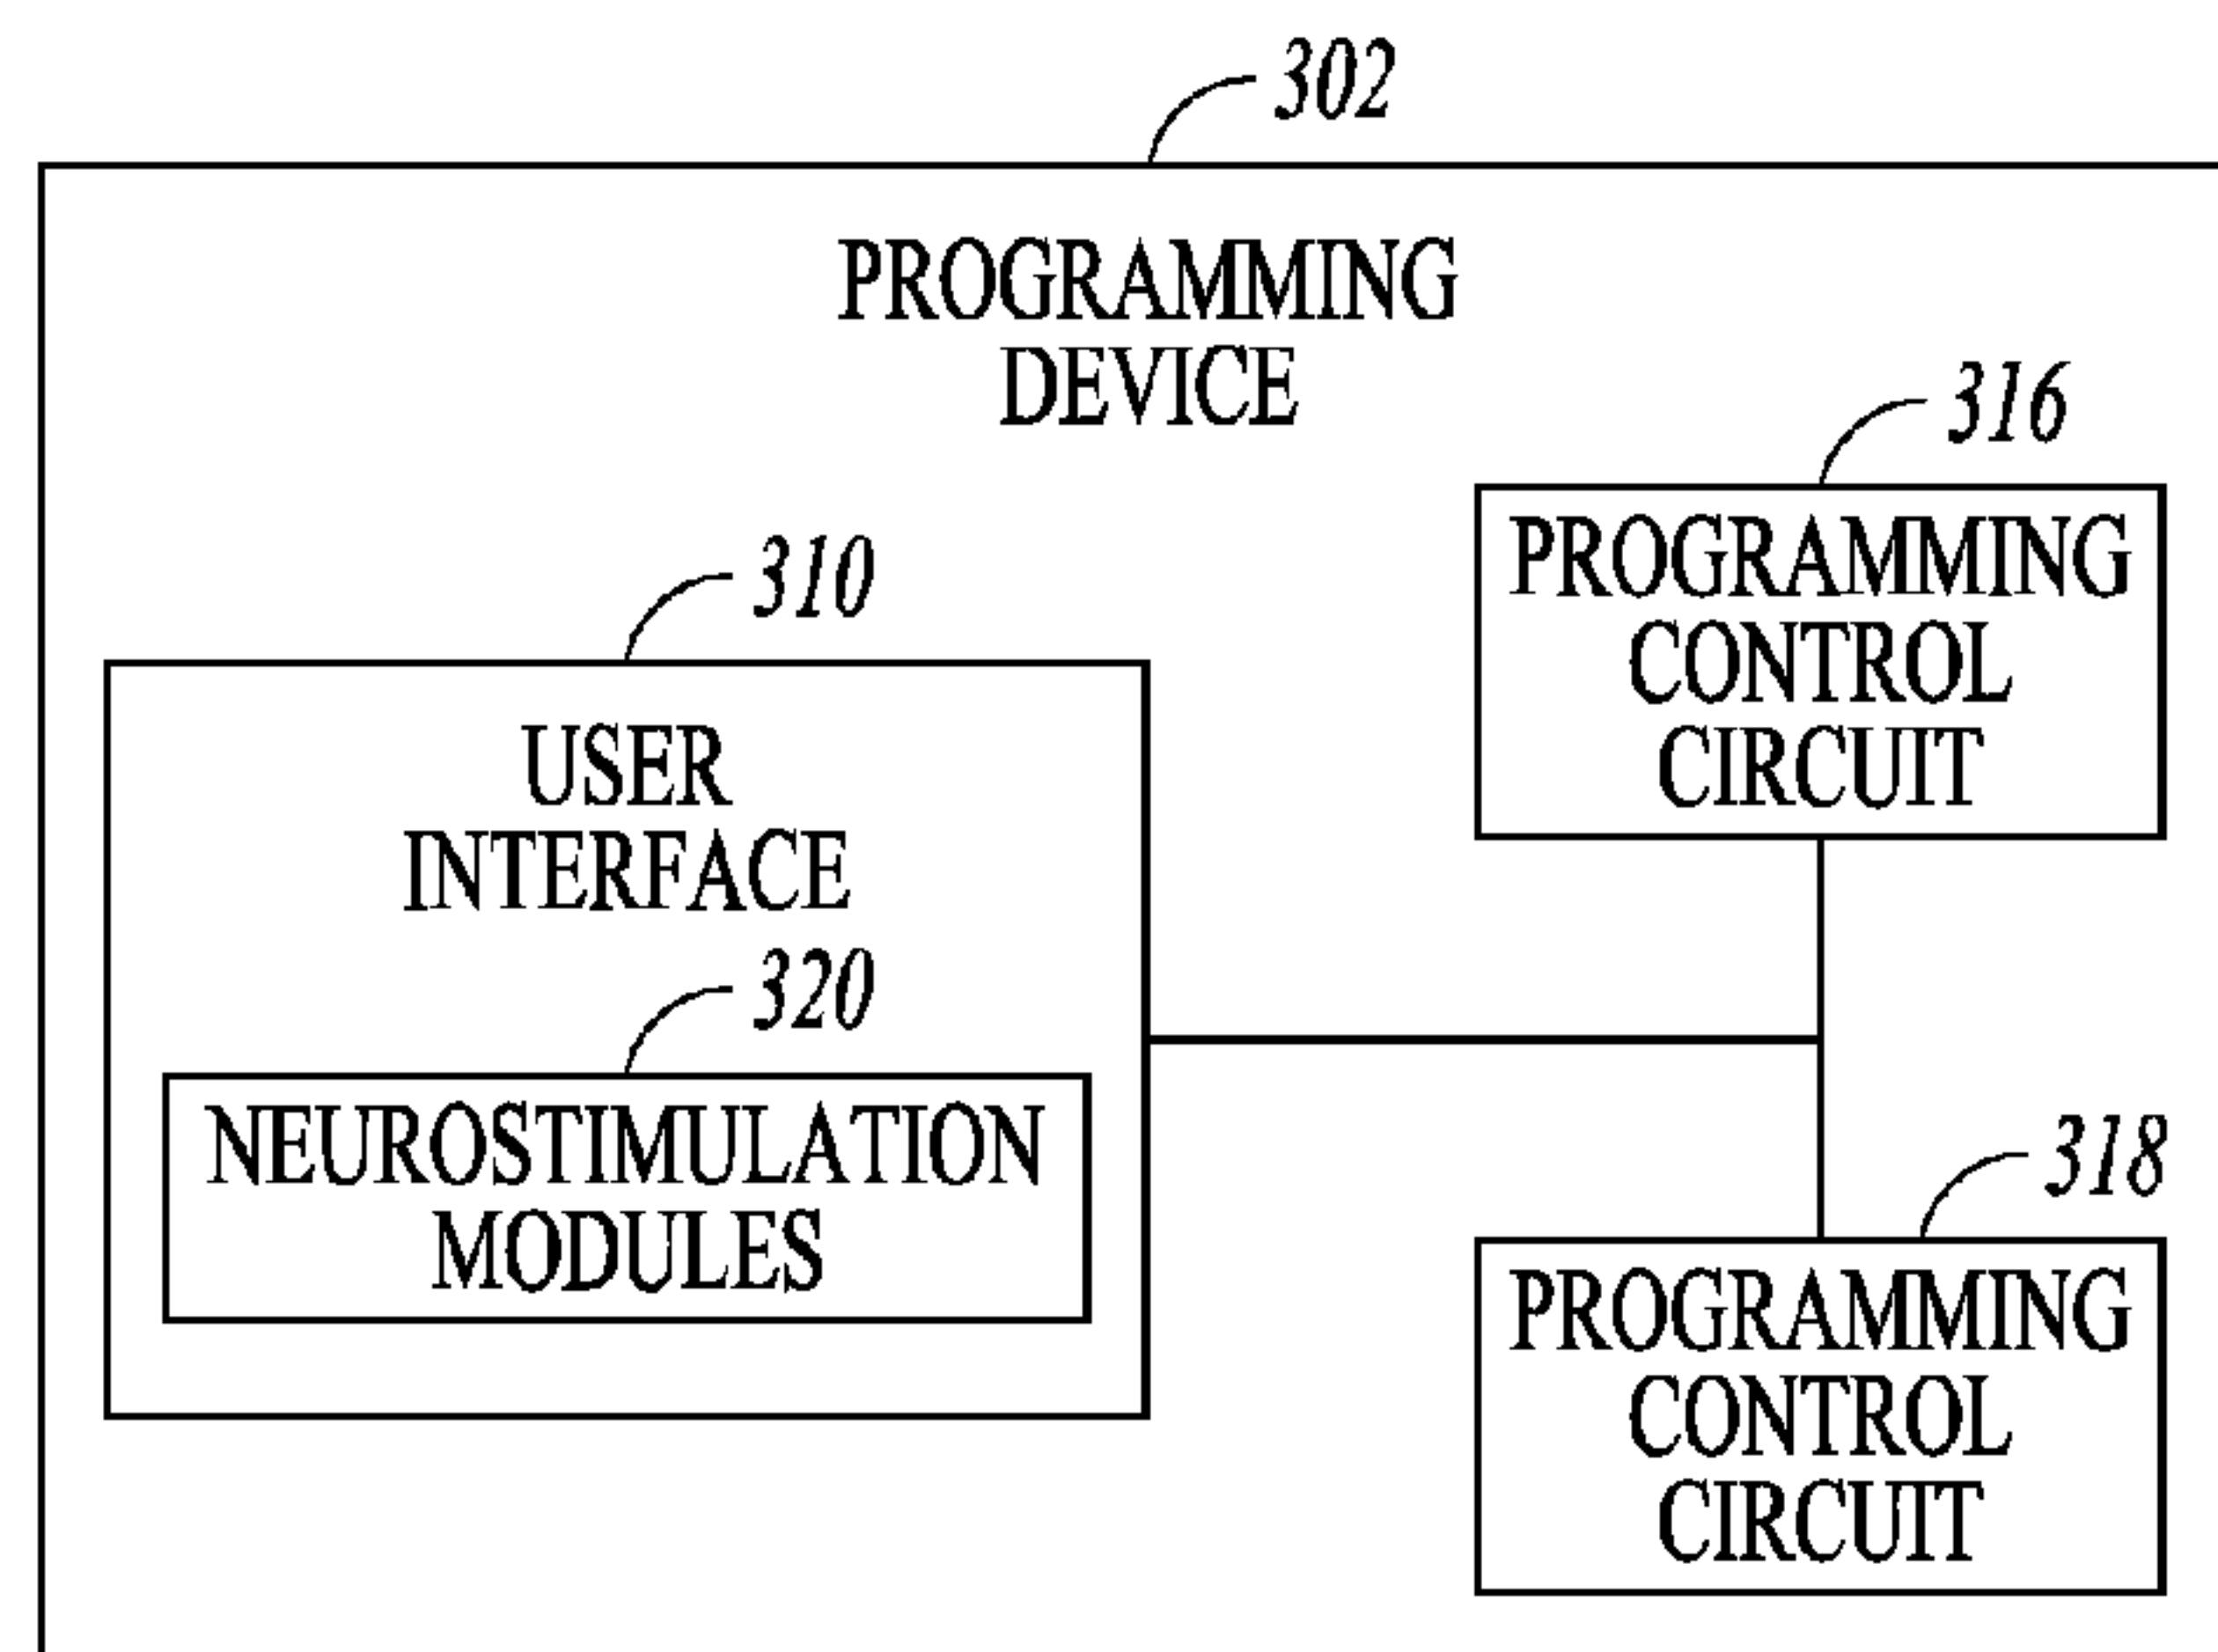 302
PROGRAMMING
DEVICE
316
PROGRAMMING
CONTROL
CIRCUIT
310
USER
INTERFACE
320
NEUROSTIMULATION
MODULES
318
PROGRAMMING
CONTROL
CIRCUIT